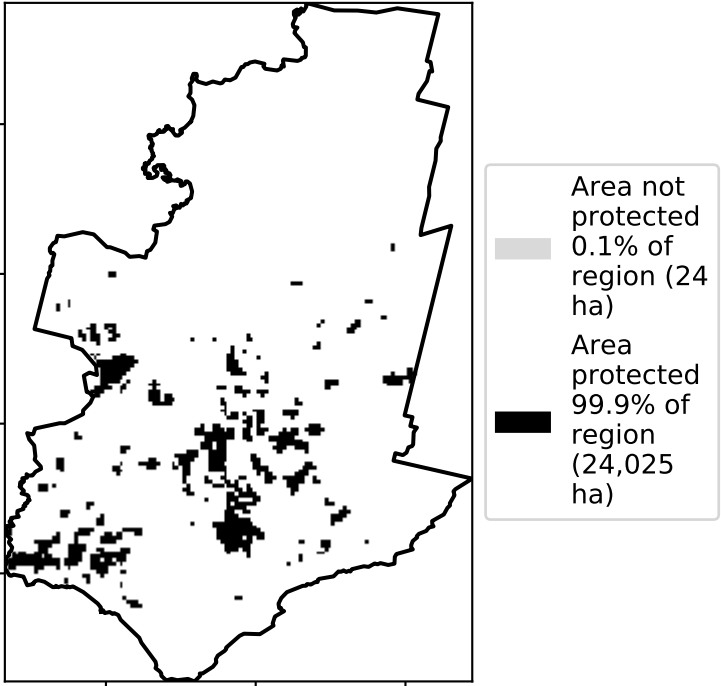 Area not
protected
0.1% of
region (24
ha)
Area
protected
99.9% of
region
(24,025
ha)